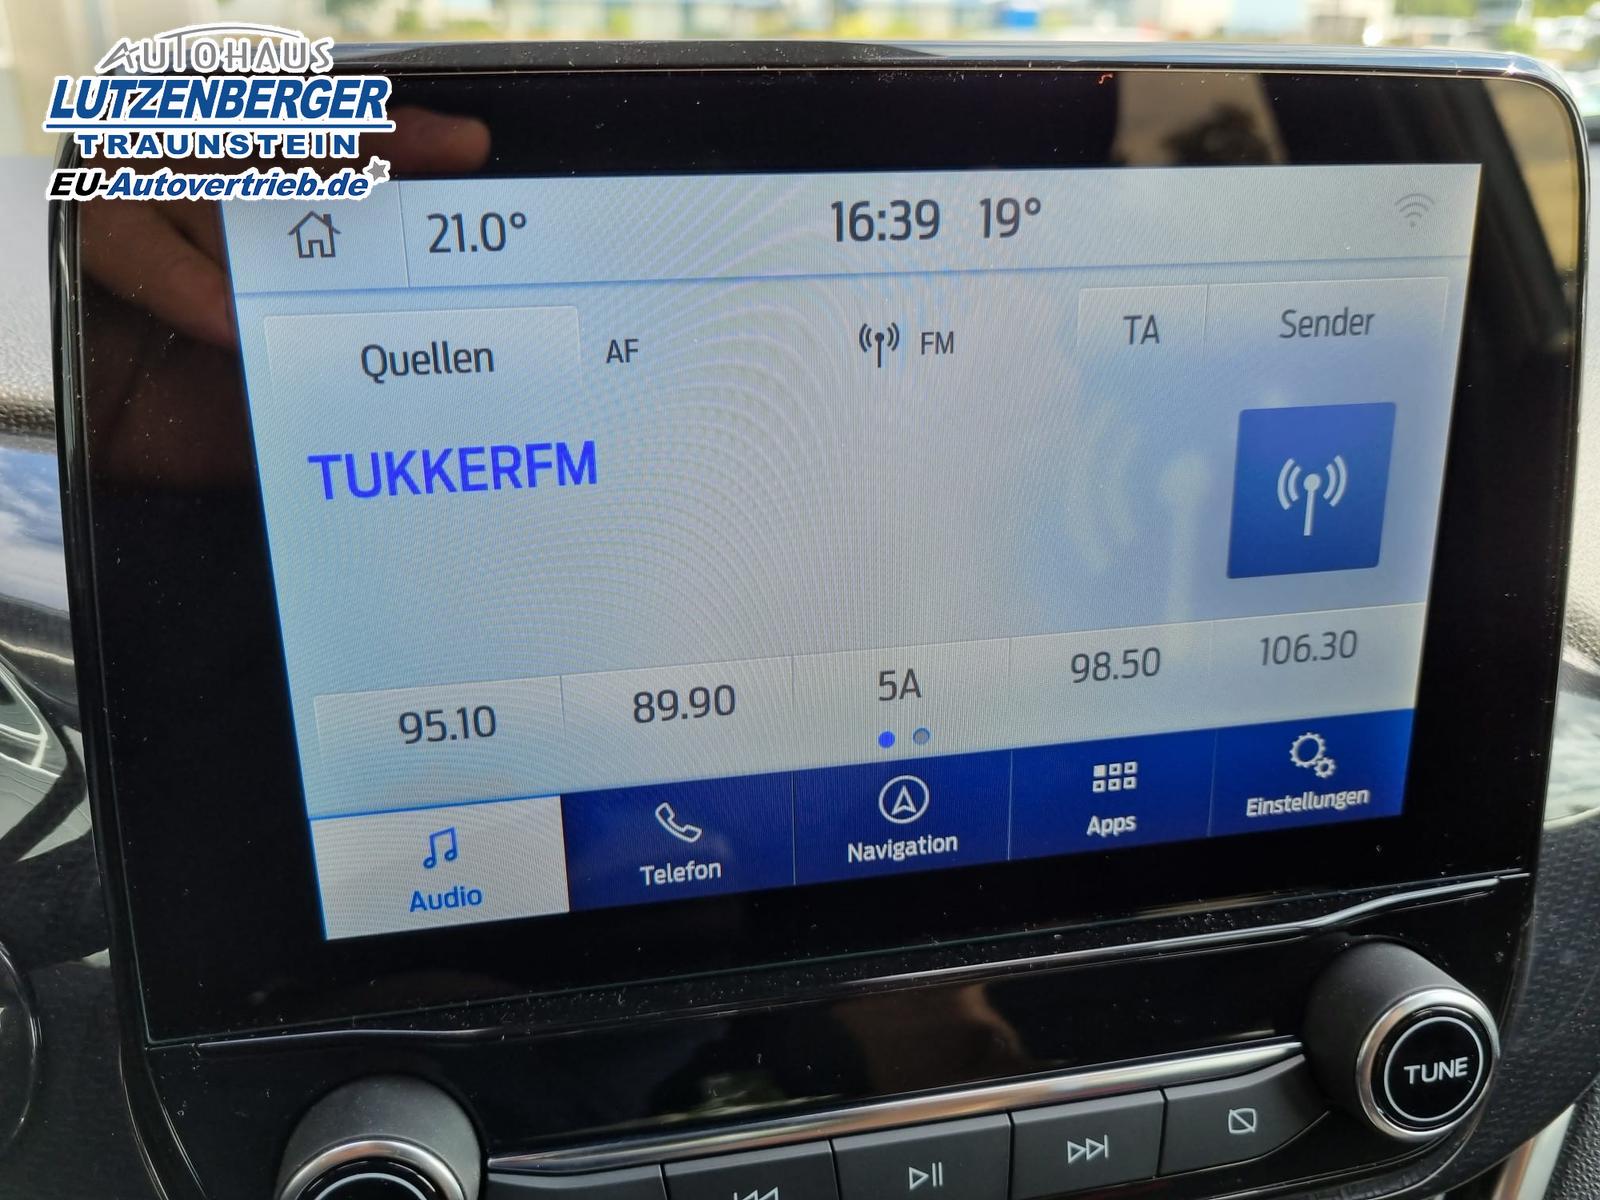 AUTOHAUS
LUTZENBERGER
TRAUNSTEIN
EU-Autovertrieb.de
21.0° 16:39 19°
Quellen AF FM TA Sender
TUKKERFM
95.10 89.90 5A 98.50 106.30
Audio Telefon Navigation Apps Einstellungen
TUNE